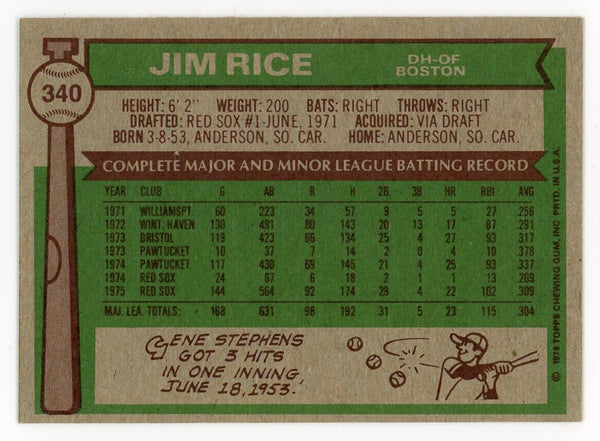 340
JIM RICE
DH-OF
BOSTON
HEIGHT: 6' 2" WEIGHT: 200 BATS: RIGHT THROWS: RIGHT
DRAFTED: RED SOX #1-JUNE, 1971 ACQUIRED: VIA DRAFT
BORN 3-8-53, ANDERSON, SO. CAR. HOME: ANDERSON, SO. CAR.
COMPLETE MAJOR AND MINOR LEAGUE BATTING RECORD
YEAR CLUB G AB R H 2B 3B HR RBI AVG
1971 WILLIAMSPT. 60 223 34 57 9 5 5 27 .256
1972 WINT. HAVEN 130 491 80 143 20 13 17 87 .291
1973 BRISTOL 119 423 66 134 25 4 27 93 .317
1973 PAWTUCKET 10 37 7 14 2 0 4 10 .378
1974 PAWTUCKET 117 430 69 145 21 4 25 93 .337
1974 RED SOX 24 67 6 18 2 1 1 13 .269
1975 RED SOX 144 564 92 174 29 4 22 102 .309
MAJ. LEA. TOTALS: 168 631 98 192 31 5 23 115 .304
GENE STEPHENS
GOT 3 HITS
IN ONE INNING
JUNE 18, 1953.
© 1976 TOPPS CHEWING GUM, INC. PRTD. IN U.S.A.